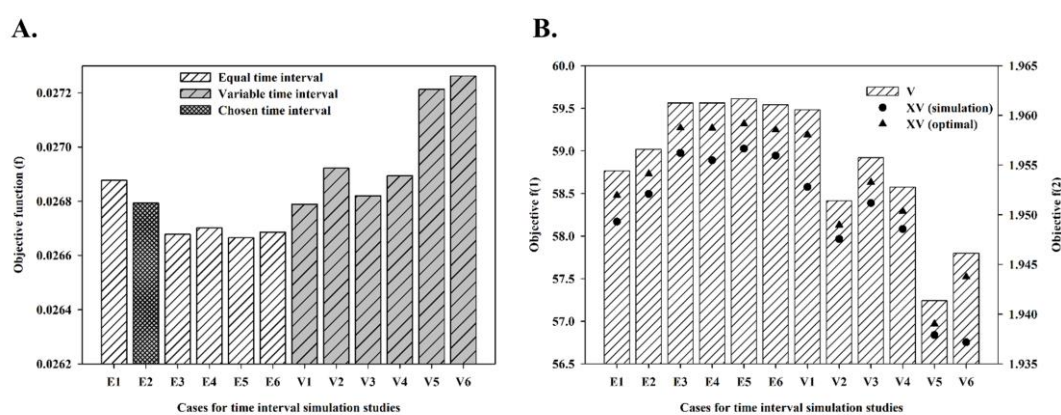 A.
Objective function (f)
0.0272
0.0270
0.0268
0.0266
0.0264
0.0262
Equal time interval
Variable time interval
Chosen time interval
E1 E2 E3 E4 E5 E6 V1 V2 V3 V4 V5 V6
Cases for time interval simulation studies
B.
Objective f(1)
60.0
59.5
59.0
58.5
58.0
57.5
57.0
56.5
V
XV (simulation)
XV (optimal)
1.965
1.960
1.955
1.950
1.945
1.940
1.935
Objective f(2)
E1 E2 E3 E4 E5 E6 V1 V2 V3 V4 V5 V6
Cases for time interval simulation studies